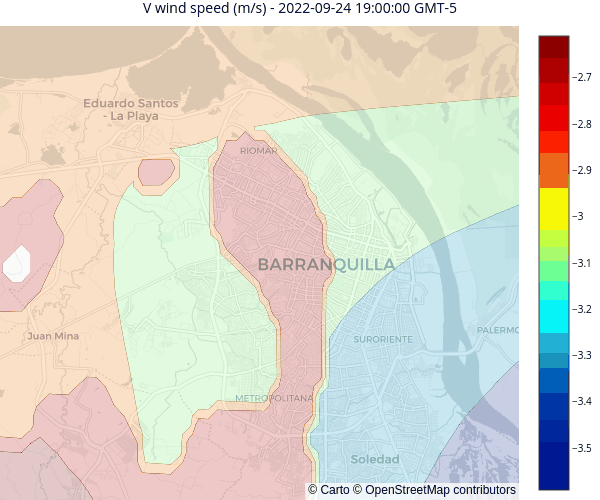 V wind speed (m/s) - 2022-09-24 19:00:00 GMT-5
Eduardo Santos
- La Playa
RIOMAR
BARRANQUILLA
Juan Mina
SURORIENTE
PALERMO
METROPOLITANA
Soledad
−2.7
−2.8
−2.9
−3
−3.1
−3.2
−3.3
−3.4
−3.5
© Carto © OpenStreetMap contributors